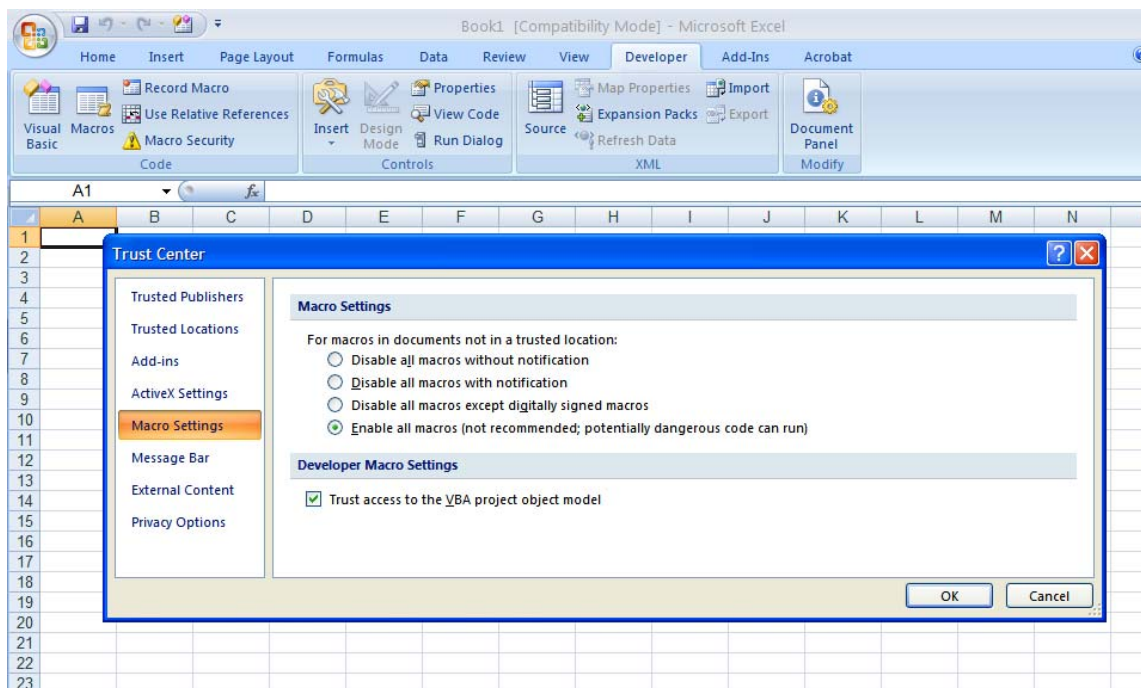 Book1 [Compatibility Mode] - Microsoft Excel
Home Insert Page Layout Formulas Data Review View Developer Add-Ins Acrobat
Visual Basic
Macros
Record Macro
Use Relative References
Macro Security
Code
Insert
Design Mode
Properties
View Code
Run Dialog
Controls
Source
Map Properties
Expansion Packs
Refresh Data
Import
Export
XML
Document Panel
Modify
A1 fx
A B C D E F G H I J K L M N
1
2
3
4
5
6
7
8
9
10
11
12
13
14
15
16
17
18
19
20
21
22
23
Trust Center
Trusted Publishers
Trusted Locations
Add-ins
ActiveX Settings
Macro Settings
Message Bar
External Content
Privacy Options
Macro Settings
For macros in documents not in a trusted location:
Disable all macros without notification
Disable all macros with notification
Disable all macros except digitally signed macros
Enable all macros (not recommended; potentially dangerous code can run)
Developer Macro Settings
Trust access to the VBA project object model
OK Cancel